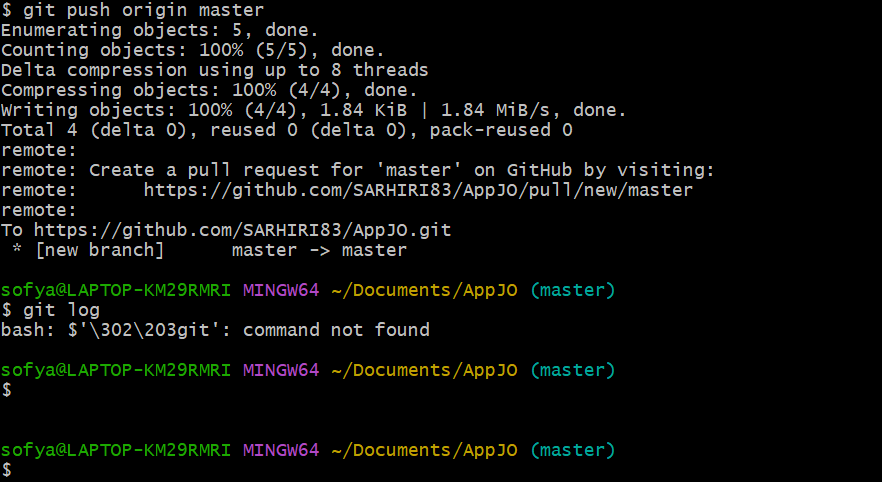 $ git push origin master
Enumerating objects: 5, done.
Counting objects: 100% (5/5), done.
Delta compression using up to 8 threads
Compressing objects: 100% (4/4), done.
Writing objects: 100% (4/4), 1.84 KiB | 1.84 MiB/s, done.
Total 4 (delta 0), reused 0 (delta 0), pack-reused 0
remote:
remote: Create a pull request for 'master' on GitHub by visiting:
remote:      https://github.com/SARHIRI83/AppJO/pull/new/master
remote:
To https://github.com/SARHIRI83/AppJO.git
 * [new branch]      master -> master
sofya@LAPTOP-KM29RMRI MINGW64 ~/Documents/AppJO (master)
$ git log
bash: $'\302\203git': command not found
sofya@LAPTOP-KM29RMRI MINGW64 ~/Documents/AppJO (master)
$
sofya@LAPTOP-KM29RMRI MINGW64 ~/Documents/AppJO (master)
$